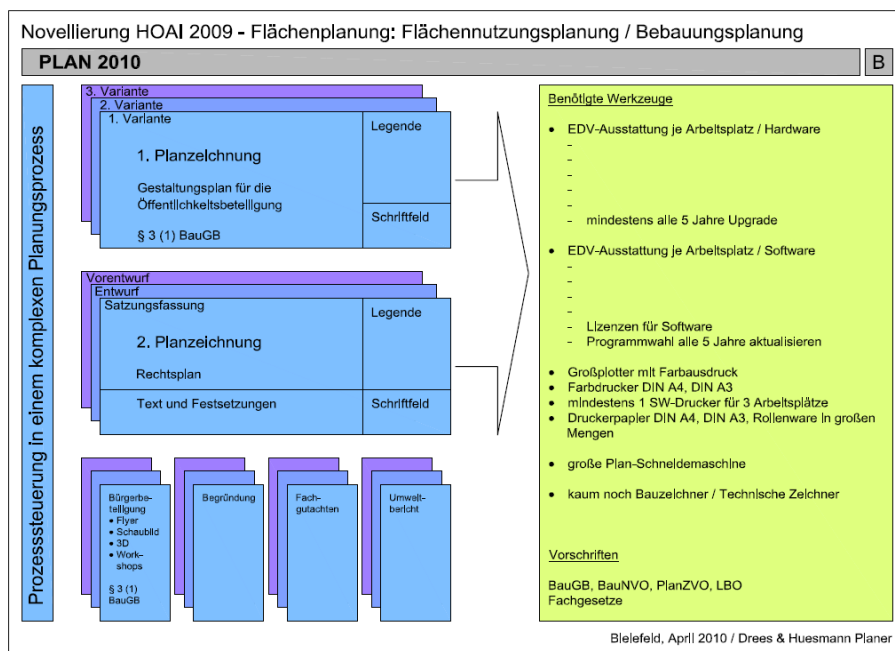 Novellierung HOAI 2009 - Flächenplanung: Flächennutzungsplanung / Bebauungsplanung
PLAN 2010
B
Prozesssteuerung in einem komplexen Planungsprozess
3. Variante
2. Variante
1. Variante
Legende
1. Planzeichnung
Gestaltungsplan für die
Öffentlichkeitsbeteiligung
Schriftfeld
§ 3 (1) BauGB
Vorentwurf
Entwurf
Satzungsfassung
Legende
2. Planzeichnung
Rechtsplan
Text und Festsetzungen
Schriftfeld
Bürgerbe-
teiligung
• Flyer
• Schaubild
• 3D
• Work-
shops
§ 3 (1)
BauGB
Begründung
Fach-
gutachten
Umwelt-
bericht
Benötigte Werkzeuge
• EDV-Ausstattung je Arbeitsplatz / Hardware
-
-
-
-
-
- mindestens alle 5 Jahre Upgrade
• EDV-Ausstattung je Arbeitsplatz / Software
-
-
-
-
- Lizenzen für Software
- Programmwahl alle 5 Jahre aktualisieren
• Großplotter mit Farbausdruck
• Farbdrucker DIN A4, DIN A3
• mindestens 1 SW-Drucker für 3 Arbeitsplätze
• Druckerpapier DIN A4, DIN A3, Rollenware in großen
Mengen
• große Plan-Schneidemaschine
• kaum noch Bauzeichner / Technische Zeichner
Vorschriften
BauGB, BauNVO, PlanZVO, LBO
Fachgesetze
Bielefeld, April 2010 / Drees & Huesmann Planer